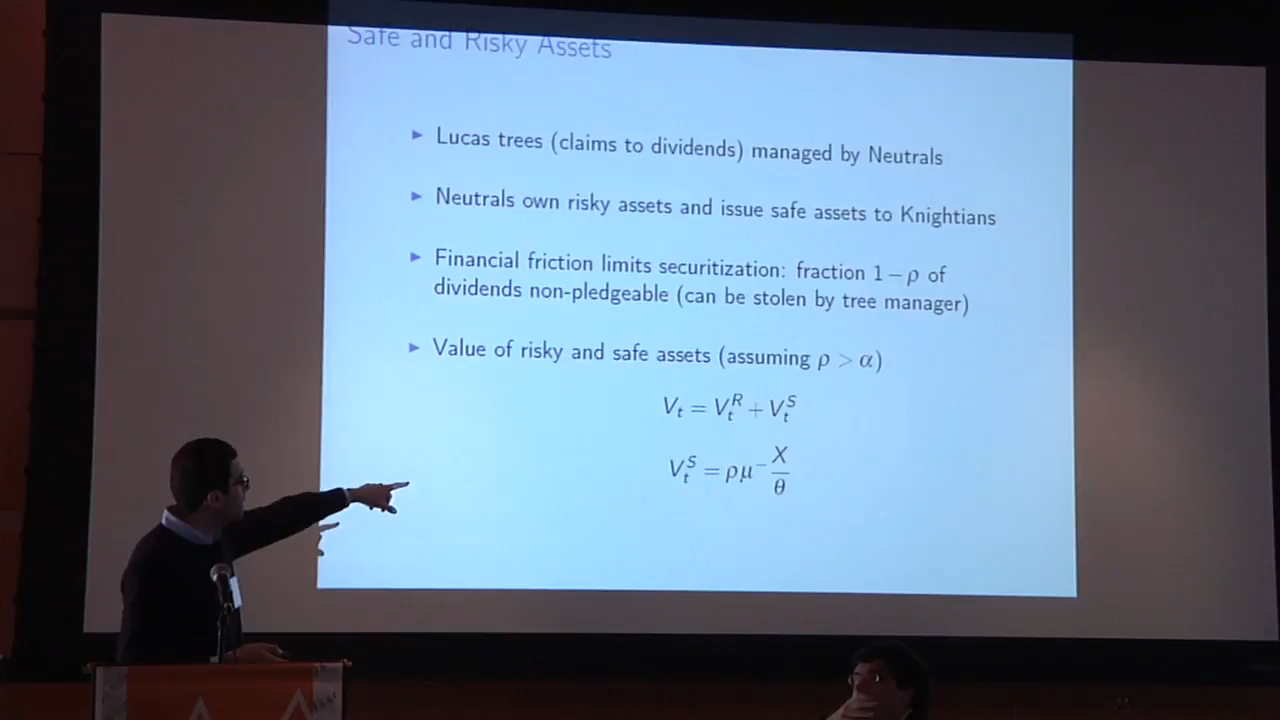 Safe and Risky Assets
▶ Lucas trees (claims to dividends) managed by Neutrals
▶ Neutrals own risky assets and issue safe assets to Knightians
▶ Financial friction limits securitization: fraction 1 − ρ of
dividends non-pledgeable (can be stolen by tree manager)
▶ Value of risky and safe assets (assuming ρ > α)
V_t = V_t^R + V_t^S
V_t^S = ρμ^- X/θ